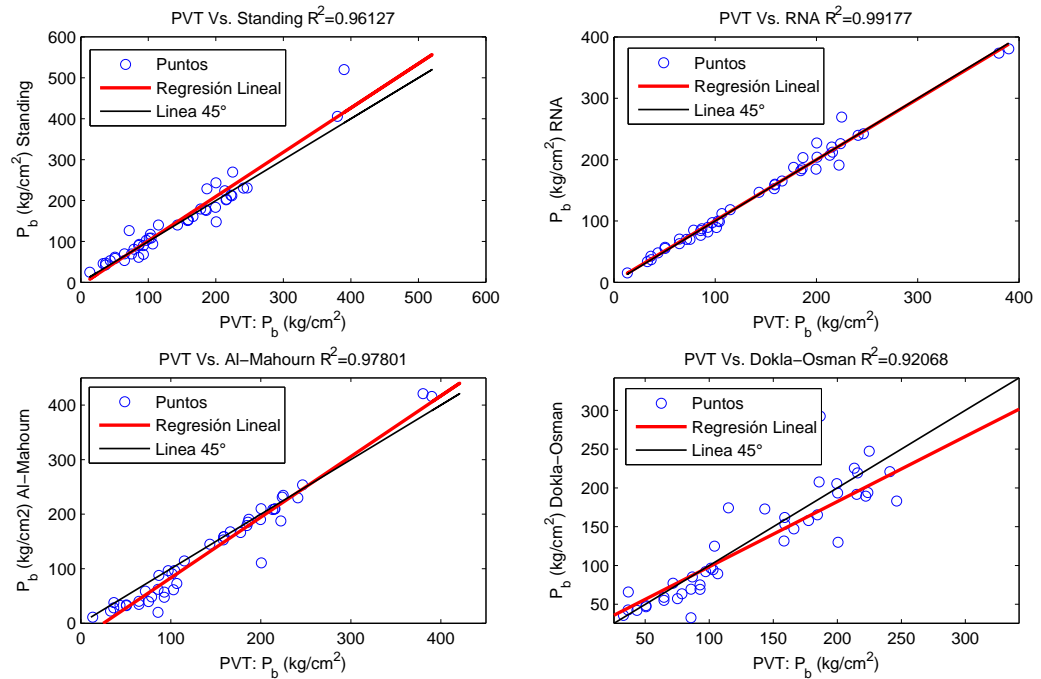 PVT Vs. Standing R²=0.96127
600
500
400
300
200
100
0
P_b (kg/cm²) Standing
Puntos
Regresión Lineal
Linea 45°
0 100 200 300 400 500 600
PVT: P_b (kg/cm²)
PVT Vs. RNA R²=0.99177
400
300
200
100
0
P_b (kg/cm²) RNA
Puntos
Regresión Lineal
Linea 45°
0 100 200 300 400
PVT: P_b (kg/cm²)
PVT Vs. Al−Mahourn R²=0.97801
400
300
200
100
0
P_b (kg/cm2) Al−Mahourn
Puntos
Regresión Lineal
Linea 45°
0 100 200 300 400
PVT: P_b (kg/cm²)
PVT Vs. Dokla−Osman R²=0.92068
300
250
200
150
100
50
P_b (kg/cm²) Dokla−Osman
Puntos
Regresión Lineal
Linea 45°
50 100 150 200 250 300
PVT: P_b (kg/cm²)